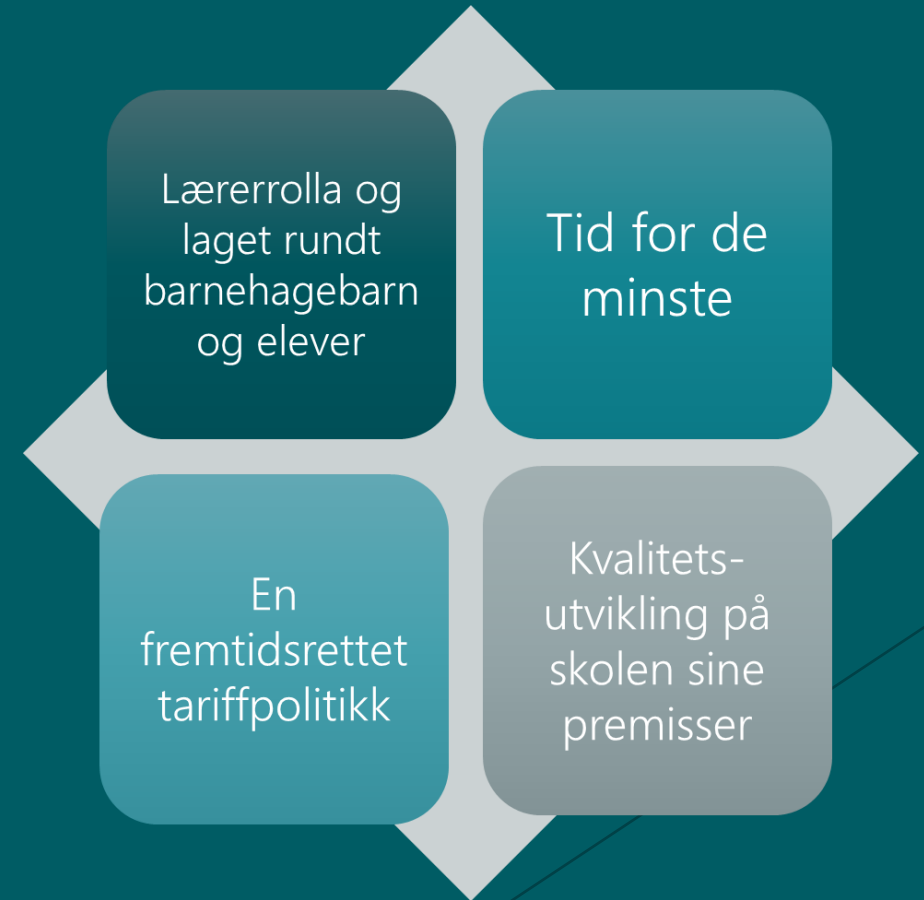 Lærerrolla og
laget rundt
barnehagebarn
og elever
Tid for de
minste
En
fremtidsrettet
tariffpolitikk
Kvalitets-
utvikling på
skolen sine
premisser